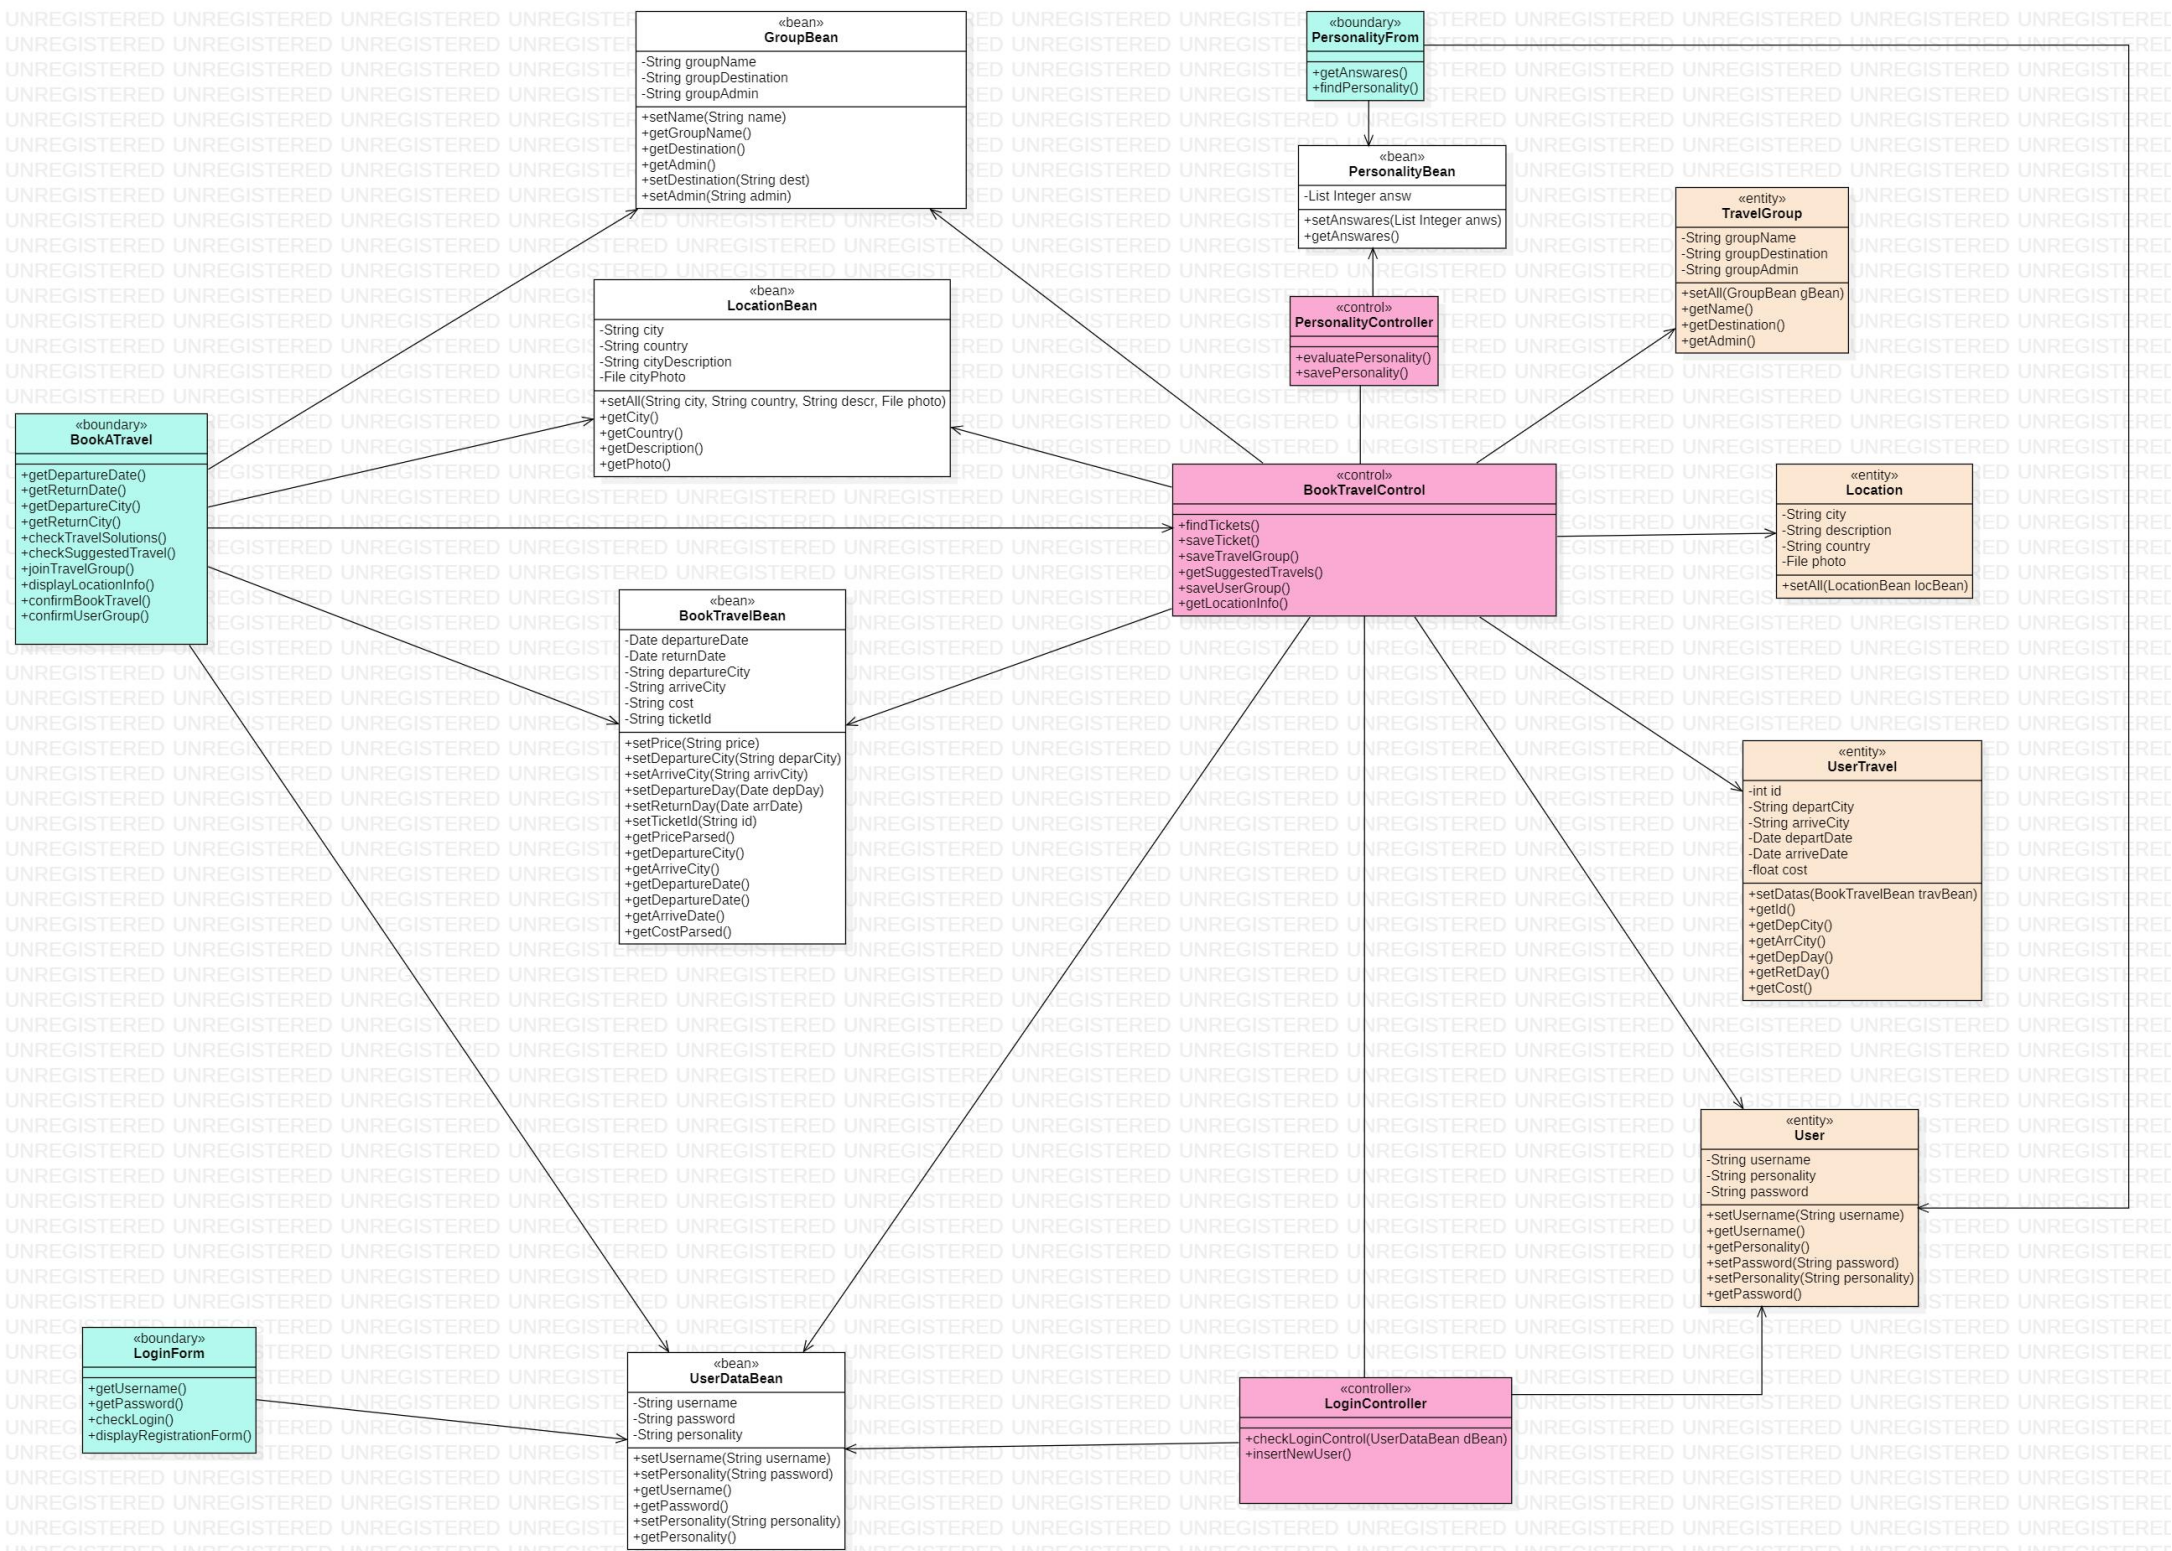 «bean»
GroupBean
-String groupName
-String groupDestination
-String groupAdmin
+setName(String name)
+getGroupName()
+getDestination()
+getAdmin()
+setDestination(String dest)
+setAdmin(String admin)
«boundary»
PersonalityFrom
+getAnswares()
+findPersonality()
«bean»
PersonalityBean
-List Integer answ
+setAnswares(List Integer anws)
+getAnswares()
«entity»
TravelGroup
-String groupName
-String groupDestination
-String groupAdmin
+setAll(GroupBean gBean)
+getName()
+getDestination()
+getAdmin()
«bean»
LocationBean
-String city
-String country
-String cityDescription
-File cityPhoto
+setAll(String city, String country, String descr, File photo)
+getCity()
+getCountry()
+getDescription()
+getPhoto()
«control»
PersonalityController
+evaluatePersonality()
+savePersonality()
«boundary»
BookATravel
+getDepartureDate()
+getReturnDate()
+getDepartureCity()
+getReturnCity()
+checkTravelSolutions()
+checkSuggestedTravel()
+joinTravelGroup()
+displayLocationInfo()
+confirmBookTravel()
+confirmUserGroup()
«control»
BookTravelControl
+findTickets()
+saveTicket()
+saveTravelGroup()
+getSuggestedTravels()
+saveUserGroup()
+getLocationInfo()
«entity»
Location
-String city
-String description
-String country
-File photo
+setAll(LocationBean locBean)
«bean»
BookTravelBean
-Date departureDate
-Date returnDate
-String departureCity
-String arriveCity
-String cost
-String ticketId
+setPrice(String price)
+setDepartureCity(String deparCity)
+setArriveCity(String arrivCity)
+setDepartureDay(Date depDay)
+setReturnDay(Date arrDate)
+setTicketId(String id)
+getPriceParsed()
+getDepartureCity()
+getArriveCity()
+getDepartureDate()
+getDepartureDate()
+getArriveDate()
+getCostParsed()
«entity»
UserTravel
-int id
-String departCity
-String arriveCity
-Date departDate
-Date arriveDate
-float cost
+setDatas(BookTravelBean travBean)
+getId()
+getDepCity()
+getArrCity()
+getDepDay()
+getRetDay()
+getCost()
«entity»
User
-String username
-String personality
-String password
+setUsername(String username)
+getUsername()
+getPersonality()
+setPassword(String password)
+setPersonality(String personality)
+getPassword()
«boundary»
LoginForm
+getUsername()
+getPassword()
+checkLogin()
+displayRegistrationForm()
«bean»
UserDataBean
-String username
-String password
-String personality
+setUsername(String username)
+setPersonality(String password)
+getUsername()
+getPassword()
+setPersonality(String personality)
+getPersonality()
«controller»
LoginController
+checkLoginControl(UserDataBean dBean)
+insertNewUser()